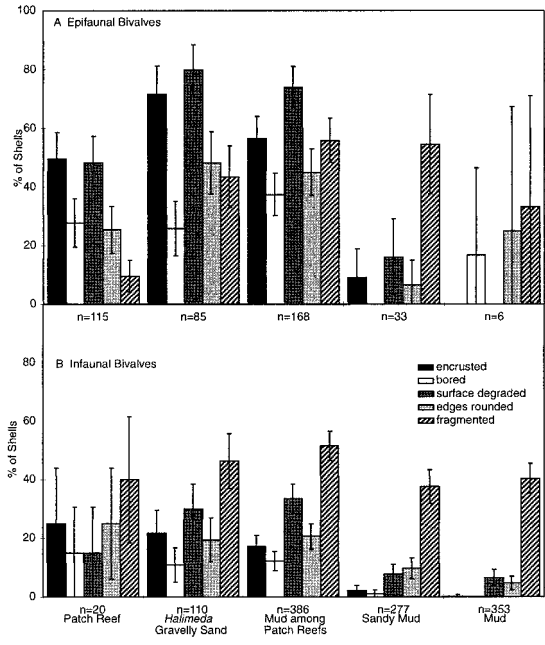 100
A Epifaunal Bivalves
80
60
% of Shells
40
20
0
n=115 n=85 n=168 n=33 n=6
80
B Infaunal Bivalves
encrusted
bored
60
surface degraded
edges rounded
fragmented
% of Shells
40
20
0
n=20 n=110 n=386 n=277 n=353
Patch Reef Halimeda Mud among Sandy Mud Mud
Gravelly Sand Patch Reefs